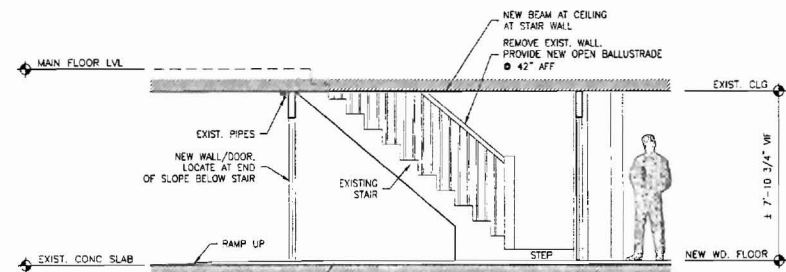 NEW BEAM AT CEILING
AT STAIR WALL
REMOVE EXIST. WALL.
PROVIDE NEW OPEN BALLUSTRADE
@ 42" AFF
MAIN FLOOR LVL
EXIST. CLG
EXIST. PIPES
NEW WALL/DOOR.
LOCATE AT END
OF SLOPE BELOW STAIR
EXISTING
STAIR
± 7'-10 3/4" VIF
RAMP UP
EXIST. CONC SLAB
STEP
NEW WD. FLOOR